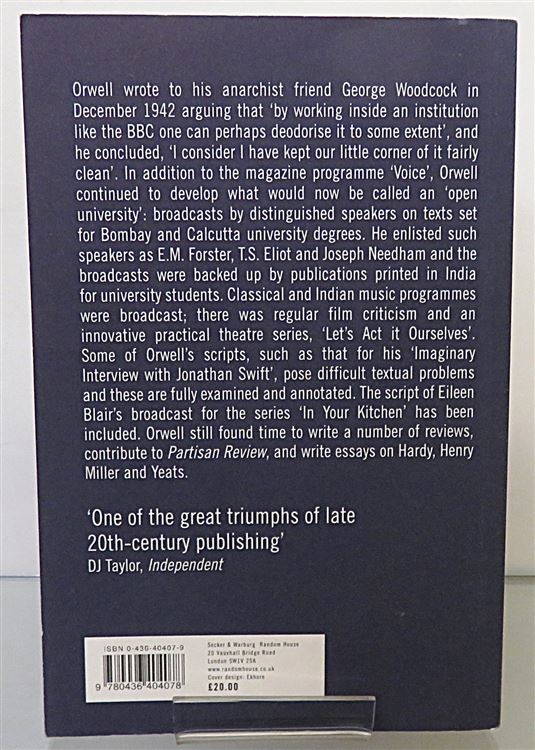 Orwell wrote to his anarchist friend George Woodcock in
December 1942 arguing that ‘by working inside an institution
like the BBC one can perhaps deodorise it to some extent’, and
he concluded, ‘I consider I have kept our little corner of it fairly
clean’. In addition to the magazine programme ‘Voice’, Orwell
continued to develop what would now be called an ‘open
university’: broadcasts by distinguished speakers on texts set
for Bombay and Calcutta university degrees. He enlisted such
speakers as E.M. Forster, T.S. Eliot and Joseph Needham and the
broadcasts were backed up by publications printed in India
for university students. Classical and Indian music programmes
were broadcast; there was regular film criticism and an
innovative practical theatre series, ‘Let’s Act it Ourselves’.
Some of Orwell’s scripts, such as that for his ‘Imaginary
Interview with Jonathan Swift’, pose difficult textual problems
and these are fully examined and annotated. The script of Eileen
Blair’s broadcast for the series ‘In Your Kitchen’ has been
included. Orwell still found time to write a number of reviews,
contribute to Partisan Review, and write essays on Hardy, Henry
Miller and Yeats.
‘One of the great triumphs of late
20th-century publishing’
DJ Taylor, Independent
ISBN 0-436-40407-9
9 780436 404078
Secker & Warburg Random House
20 Vauxhall Bridge Road
London SW1V 2SA
www.randomhouse.co.uk
Cover design: Ekhorn
£20.00